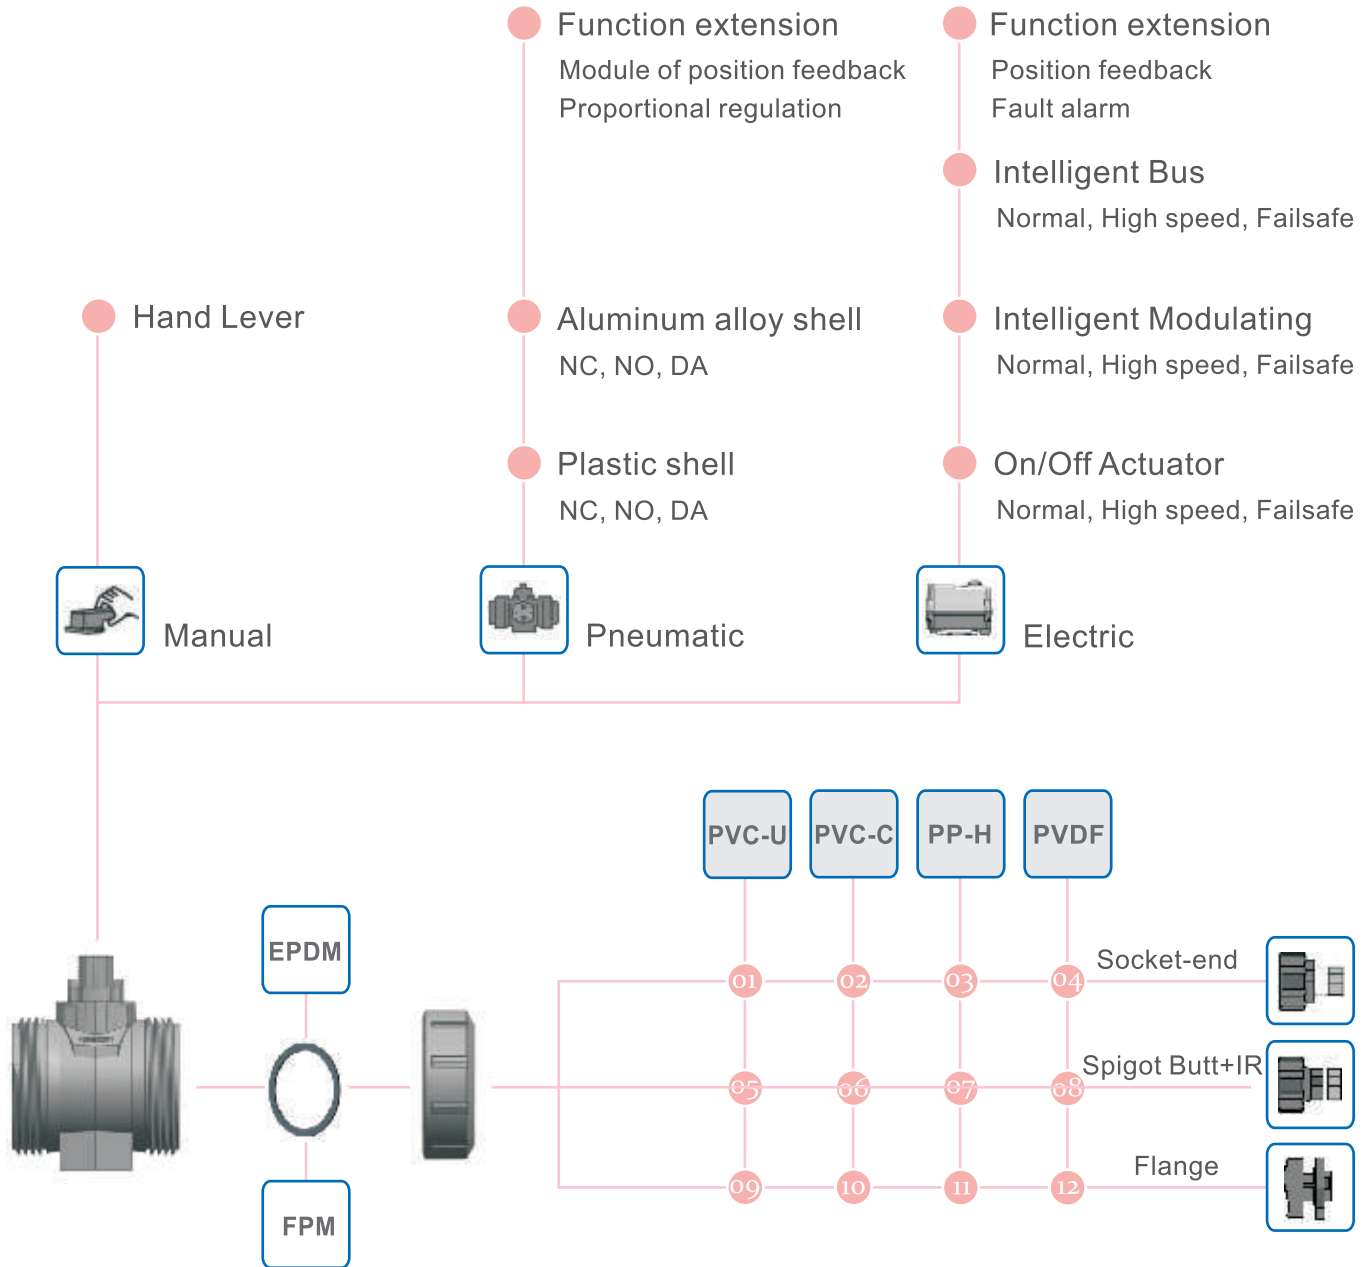 Function extension
Module of position feedback
Proportional regulation
Function extension
Position feedback
Fault alarm
Intelligent Bus
Normal, High speed, Failsafe
Hand Lever
Aluminum alloy shell
NC, NO, DA
Intelligent Modulating
Normal, High speed, Failsafe
Plastic shell
NC, NO, DA
On/Off Actuator
Normal, High speed, Failsafe
Manual
Pneumatic
Electric
PVC-U
PVC-C
PP-H
PVDF
EPDM
FPM
01
02
03
04
Socket-end
05
06
07
08
Spigot Butt+IR
09
10
11
12
Flange